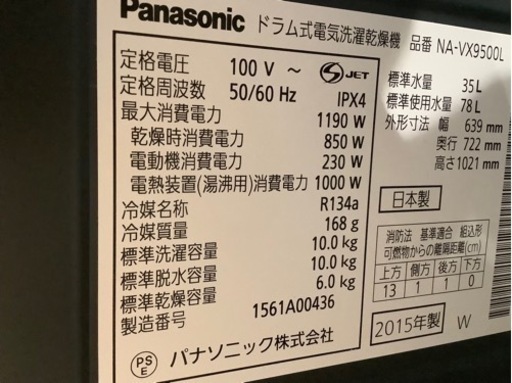 Panasonic ドラム式電気洗濯乾燥機 品番 NA-VX9500L
定格電圧 100 V ～ S JET
定格周波数 50/60 Hz IPX4
最大消費電力 1190 W
乾燥時消費電力 850 W
電動機消費電力 230 W
電熱装置(湯沸用)消費電力 1000 W
冷媒名称 R134a
冷媒質量 168 g
標準洗濯容量 10.0 kg
標準脱水容量 10.0 kg
標準乾燥容量 6.0 kg
製造番号 1561A00436
PS
E パナソニック株式会社
標準水量 35 L
標準使用水量 78 L
外形寸法 幅 639 mm
奥行 722 mm
高さ 1021 mm
日本製
消防法 基準適合 組込形
可燃物からの離隔距離(cm)
上方 側方 後方 下方
13 1 1 0
2015年製 W